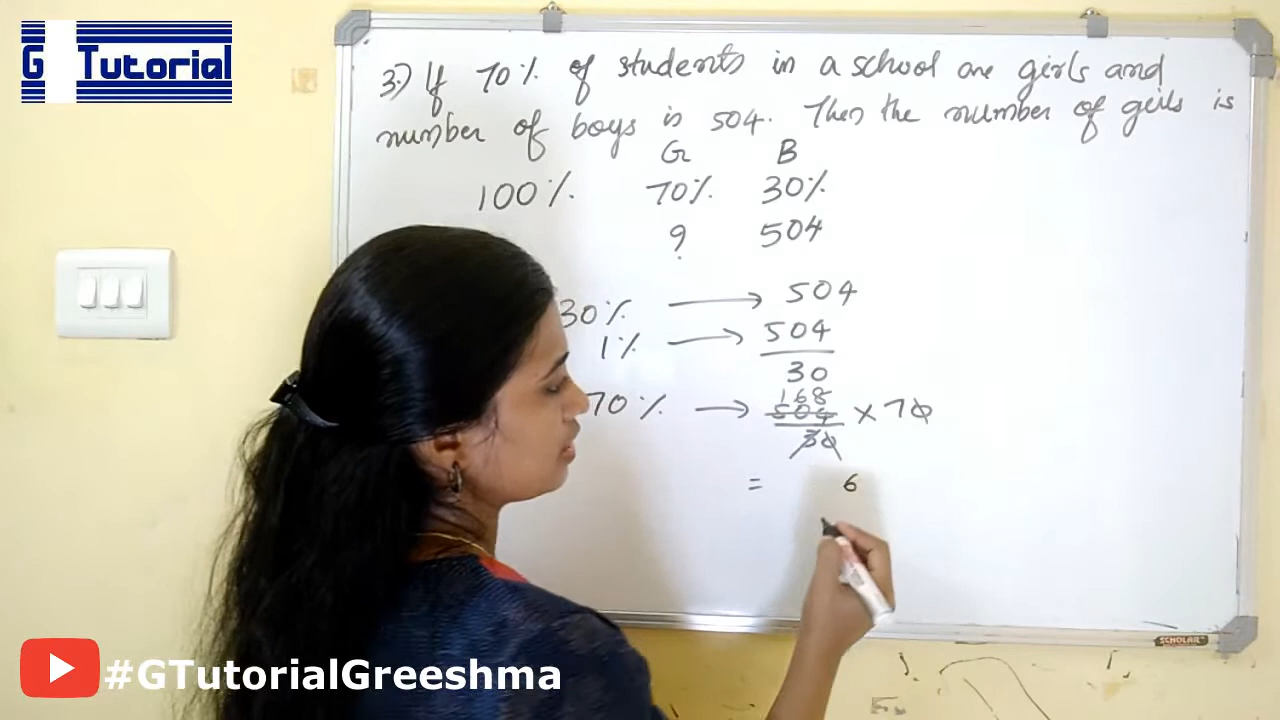 G Tutorial
3.) If 70% of students in a school are girls and
number of boys is 504. Then the number of girls is
G B
100% 70% 30%
? 504
30% → 504
1% → 504
30
168
70% → 504 × 70
30
= 6
SCHOLAR
#GTutorialGreeshma